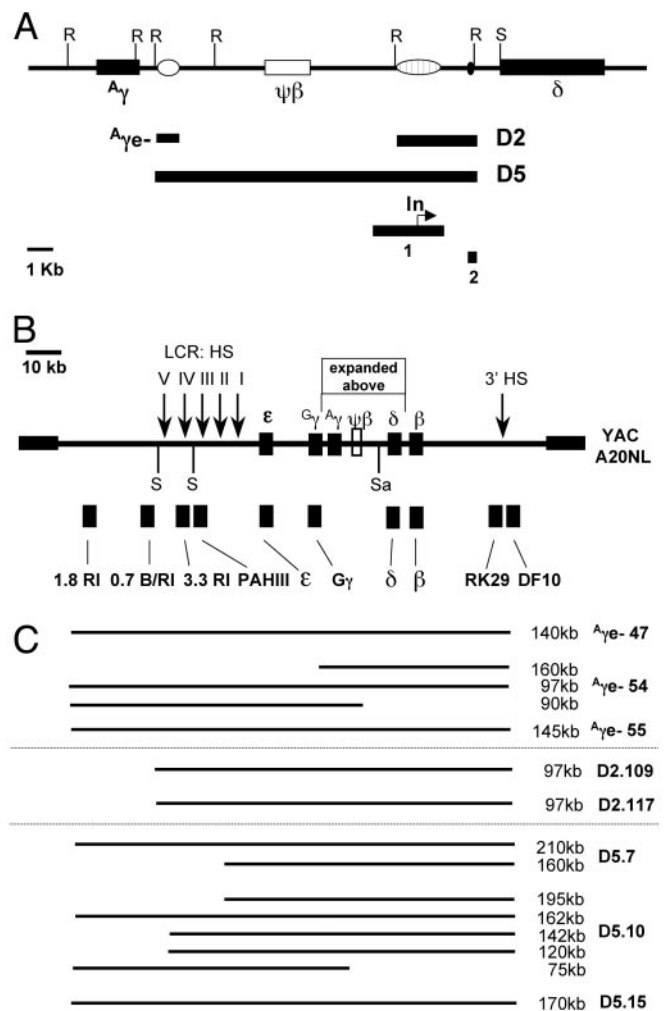 A
R R R R R S
ᴬγ ψβ δ
ᴬγe- D2
D5
In
1
1 Kb 2
B
10 kb
LCR: HS
V IV III II I
expanded
above
3' HS
ε ᴳγ ᴬγ ψβ δ β
YAC
A20NL
S S Sa
1.8 RI 0.7 B/RI 3.3 RI PAHIII ε Gγ δ β RK29 DF10
C
140kb ᴬγe- 47
160kb
97kb ᴬγe- 54
90kb
145kb ᴬγe- 55
97kb D2.109
97kb D2.117
210kb D5.7
160kb
195kb
162kb
142kb D5.10
120kb
75kb
170kb D5.15